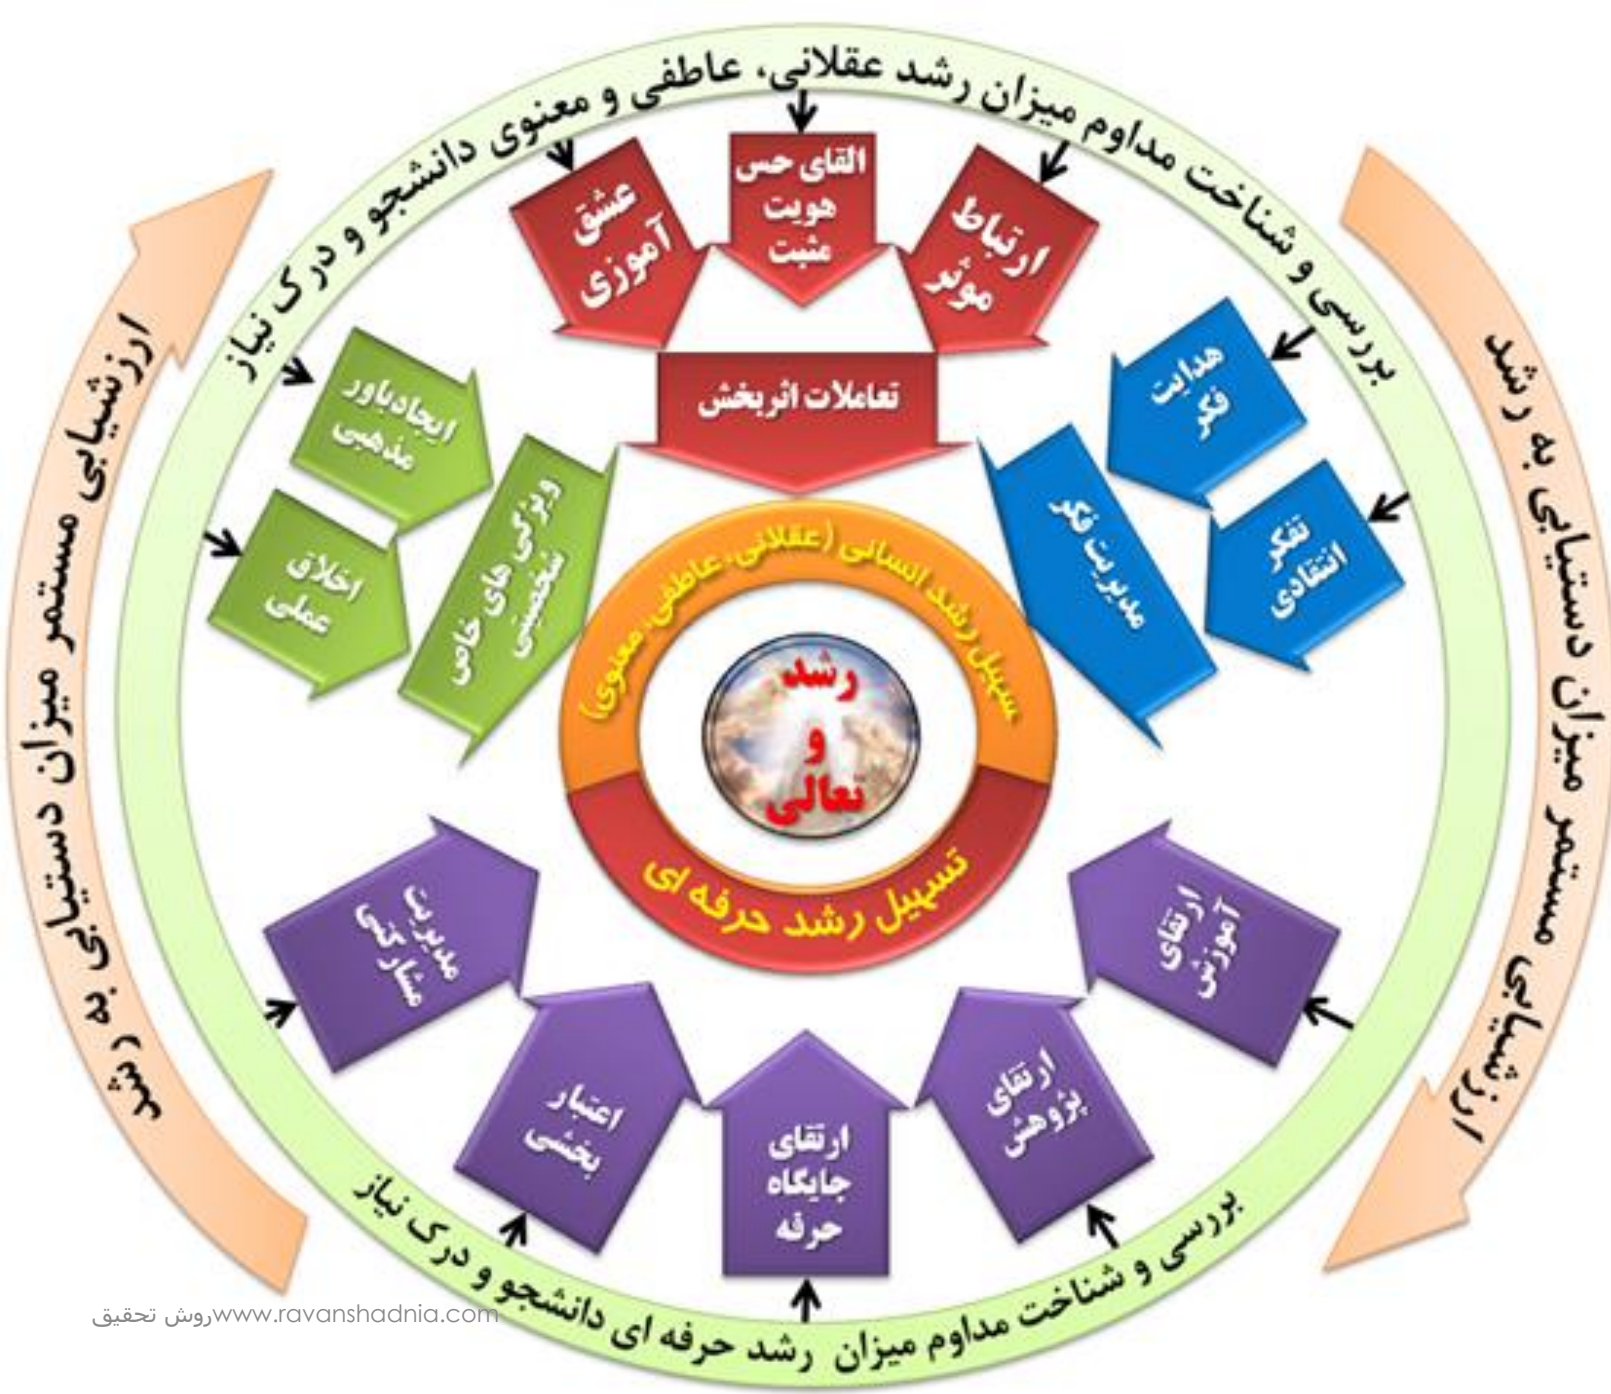 بررسی و شناخت مداوم میزان رشد عقلانی، عاطفی و معنوی دانشجو و درک نیاز
ارزشیابی مستمر میزان دستیابی به رشد
ارزشیابی مستمر میزان دستیابی به رشد
ارتباط
موثر
القای حس
هویت
مثبت
عشق
آموزی
تعاملات اثربخش
هدایت
فکر
تفکر
انتقادی
مدیریت فکر
ایجادباور
مذهبی
اخلاق
عملی
ویژگی های خاص
شخصیتی
سهیل رشد انسانی (عقلانی، عاطفی، معنوی)
رشد
و
تعالی
تسهیل رشد حرفه ای
ارتقای
آموزش
ارتقای
پژوهش
ارتقای
جایگاه
حرفه
اعتبار
بخشی
مدیریت
مشارکتی
بررسی و شناخت مداوم میزان رشد حرفه ای دانشجو و درک نیاز
روش تحقیق www.ravanshadnia.com